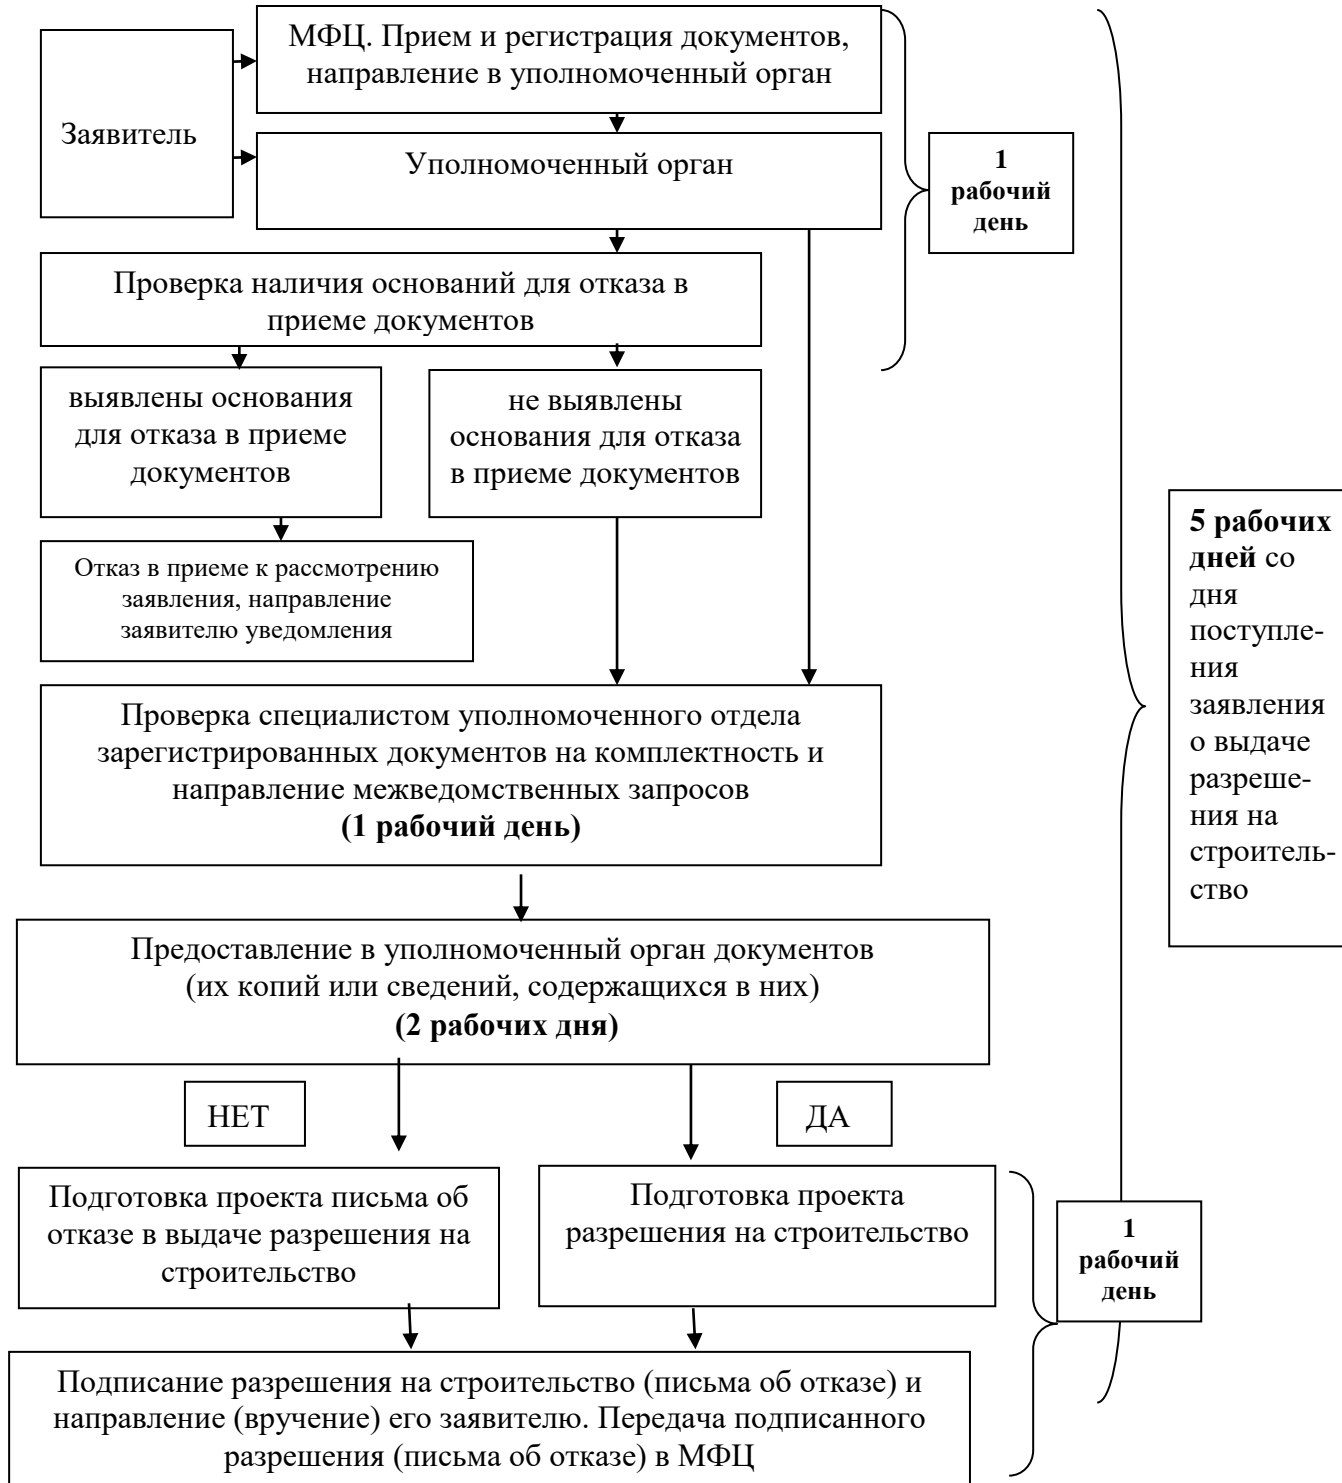 МФЦ. Прием и регистрация документов,
направление в уполномоченный орган
Заявитель
Уполномоченный орган
1
рабочий
день
Проверка наличия оснований для отказа в
приеме документов
выявлены основания
для отказа в приеме
документов
не выявлены
основания для отказа
в приеме документов
Отказ в приеме к рассмотрению
заявления, направление
заявителю уведомления
5 рабочих
дней со
дня
поступле-
ния
заявления
о выдаче
разреше-
ния на
строитель-
ство
Проверка специалистом уполномоченного отдела
зарегистрированных документов на комплектность и
направление межведомственных запросов
(1 рабочий день)
Предоставление в уполномоченный орган документов
(их копий или сведений, содержащихся в них)
(2 рабочих дня)
НЕТ
ДА
Подготовка проекта письма об
отказе в выдаче разрешения на
строительство
Подготовка проекта
разрешения на строительство
1
рабочий
день
Подписание разрешения на строительство (письма об отказе) и
направление (вручение) его заявителю. Передача подписанного
разрешения (письма об отказе) в МФЦ